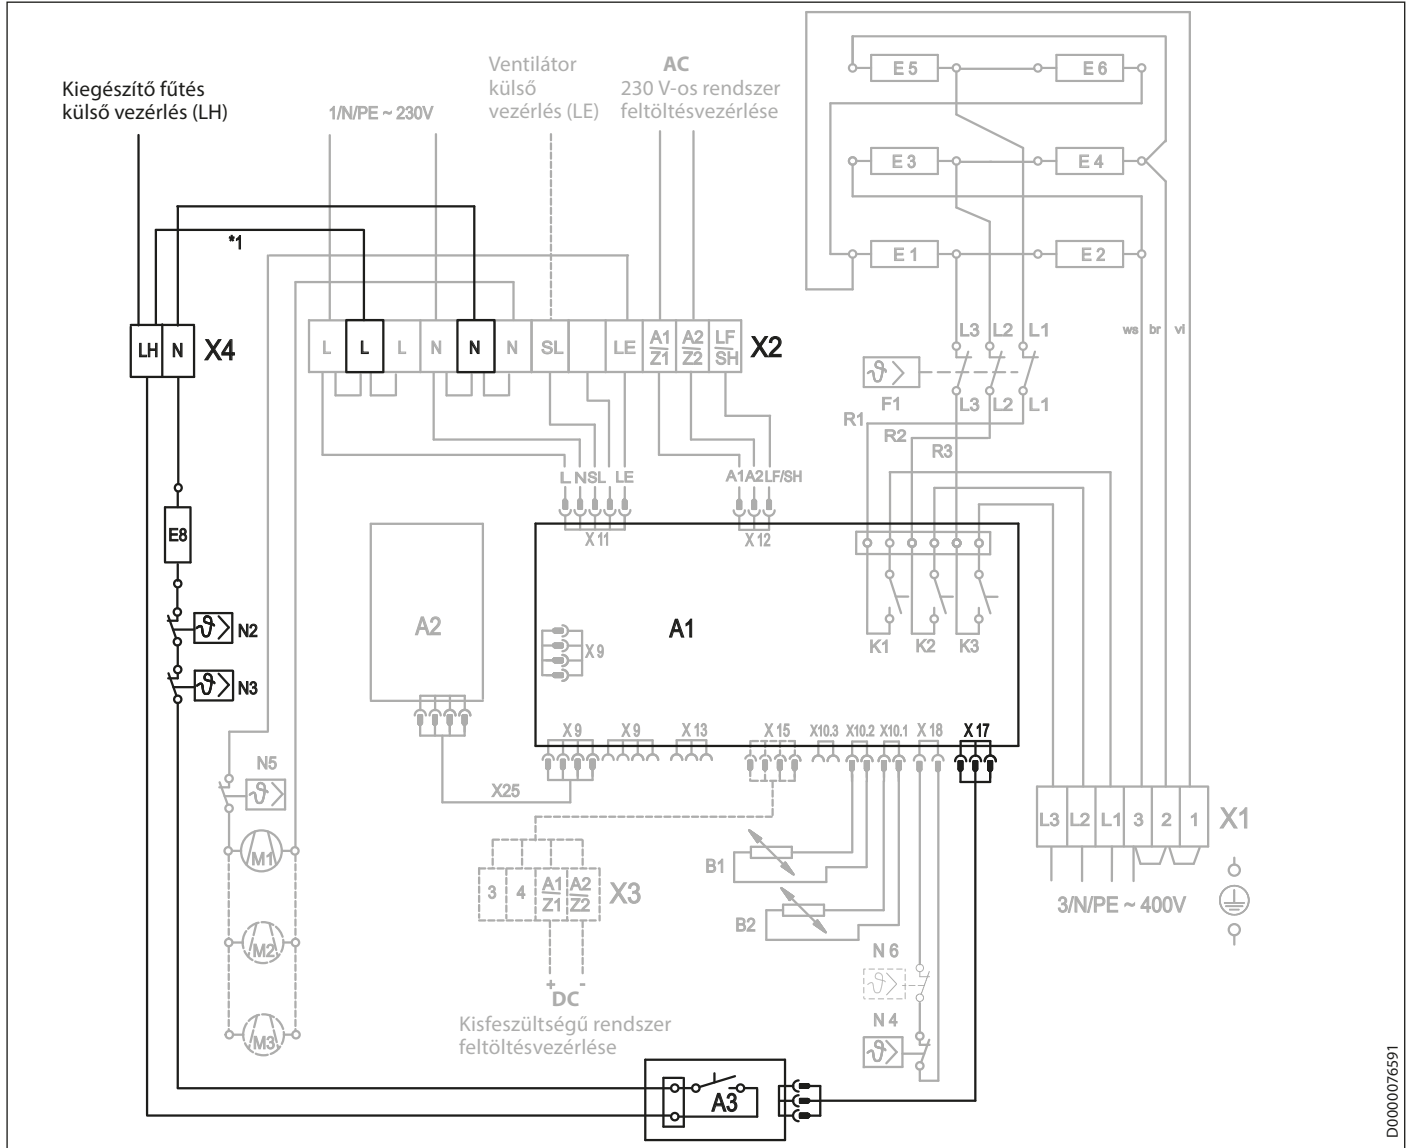 Kiegészítő fűtés
külső vezérlés (LH)
1/N/PE ~ 230V
Ventilátor
külső
vezérlés (LE)
AC
230 V-os rendszer
feltöltésvezérlése
E 5
E 6
E 3
E 4
E 1
E 2
ws br vi
*1
LH N X4
L L L N N N SL LE A1/Z1 A2/Z2 LF/SH X2
L3 L2 L1
ϑ>
F1
L3 L2 L1
R1
R2
R3
L N SL LE
A1 A2 LF/SH
X 11
X 12
E8
A2
A1
X 9
K1 K2 K3
ϑ> N2
ϑ> N3
X 9 X 9 X 13 X 15 X10.3 X10.2 X10.1 X 18 X 17
N5
ϑ>
X25
M1
M2
M3
3 4 A1/Z1 A2/Z2 X3
+ -
DC
Kisfeszültségű rendszer
feltöltésvezérlése
B1
B2
N 6
ϑ>
N 4
ϑ>
L3 L2 L1 3 2 1 X1
3/N/PE ~ 400V
A3
D0000076591